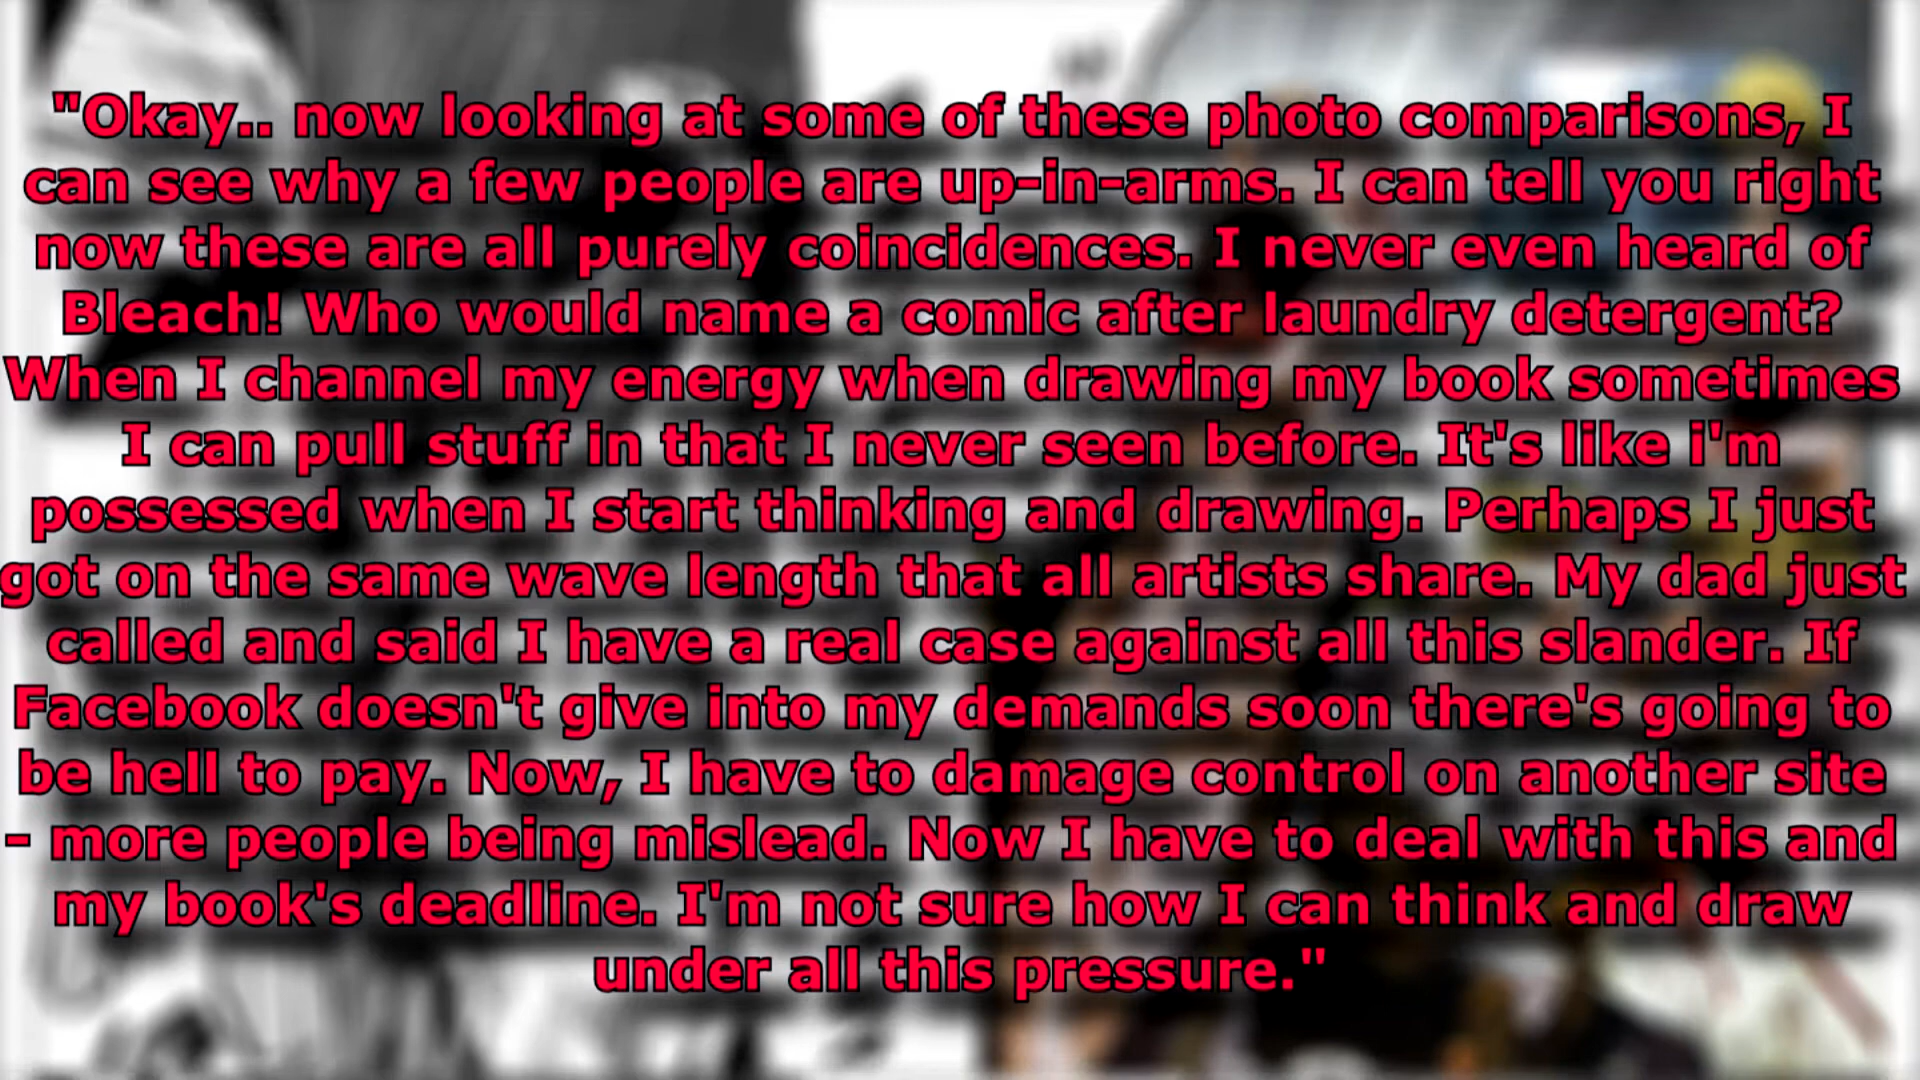 "Okay.. now looking at some of these photo comparisons, I
can see why a few people are up-in-arms. I can tell you right
now these are all purely coincidences. I never even heard of
Bleach! Who would name a comic after laundry detergent?
When I channel my energy when drawing my book sometimes
I can pull stuff in that I never seen before. It's like i'm
possessed when I start thinking and drawing. Perhaps I just
got on the same wave length that all artists share. My dad just
called and said I have a real case against all this slander. If
Facebook doesn't give into my demands soon there's going to
be hell to pay. Now, I have to damage control on another site
- more people being mislead. Now I have to deal with this and
my book's deadline. I'm not sure how I can think and draw
under all this pressure."